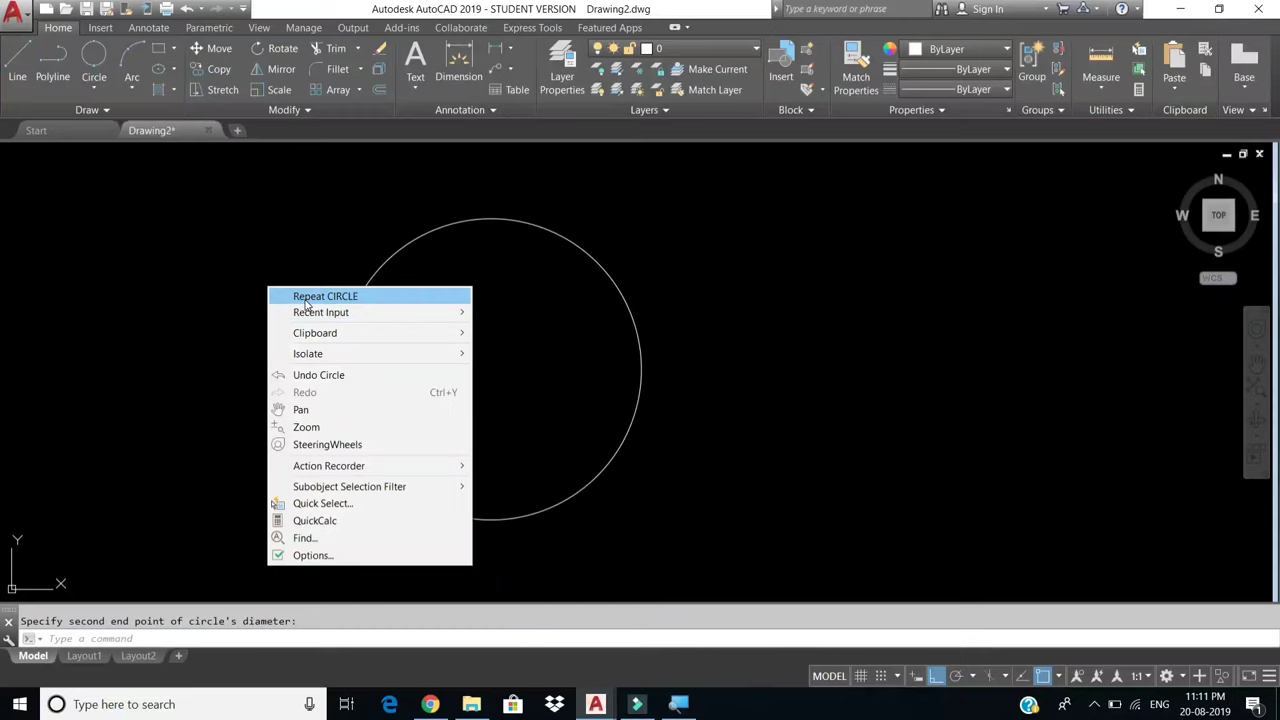 Autodesk AutoCAD 2019 - STUDENT VERSION Drawing2.dwg
Type a keyword or phrase
Sign In
Home Insert Annotate Parametric View Manage Output Add-ins Collaborate Express Tools Featured Apps
Line Polyline Circle Arc
Move Rotate Trim
Copy Mirror Fillet
Stretch Scale Array
Text Dimension
Table
Layer
Properties
0
Make Current
Match Layer
Insert
Match
Properties
ByLayer
ByLayer
ByLayer
Group
Measure
Paste
Base
Draw Modify Annotation Layers Block Properties Groups Utilities Clipboard View
Start Drawing2*
N
W TOP E
S
WCS
Repeat CIRCLE
Recent Input
Clipboard
Isolate
Undo Circle
Redo Ctrl+Y
Pan
Zoom
SteeringWheels
Action Recorder
Subobject Selection Filter
Quick Select...
QuickCalc
Find...
Options...
Y
X
Specify second end point of circle's diameter:
Type a command
Model Layout1 Layout2
MODEL
1:1
Type here to search
ENG
11:11 PM
20-08-2019